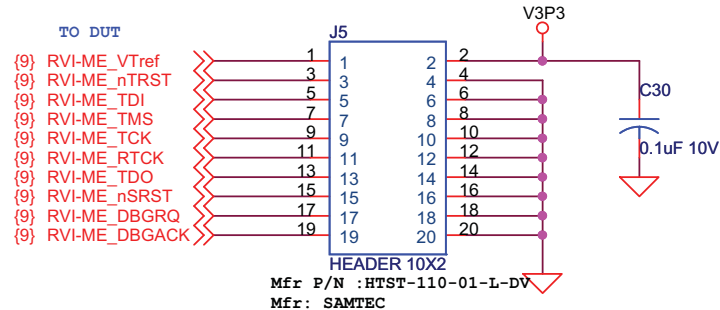 V3P3
TO DUT
J5
{9} RVI-ME_VTref 1 1 2 2
{9} RVI-ME_nTRST 3 3 4 4
{9} RVI-ME_TDI 5 5 6 6
{9} RVI-ME_TMS 7 7 8 8
{9} RVI-ME_TCK 9 9 10 10
{9} RVI-ME_RTCK 11 11 12 12
{9} RVI-ME_TDO 13 13 14 14
{9} RVI-ME_nSRST 15 15 16 16
{9} RVI-ME_DBGRQ 17 17 18 18
{9} RVI-ME_DBGACK 19 19 20 20
C30
0.1uF 10V
HEADER 10X2
Mfr P/N :HTST-110-01-L-DV
Mfr: SAMTEC